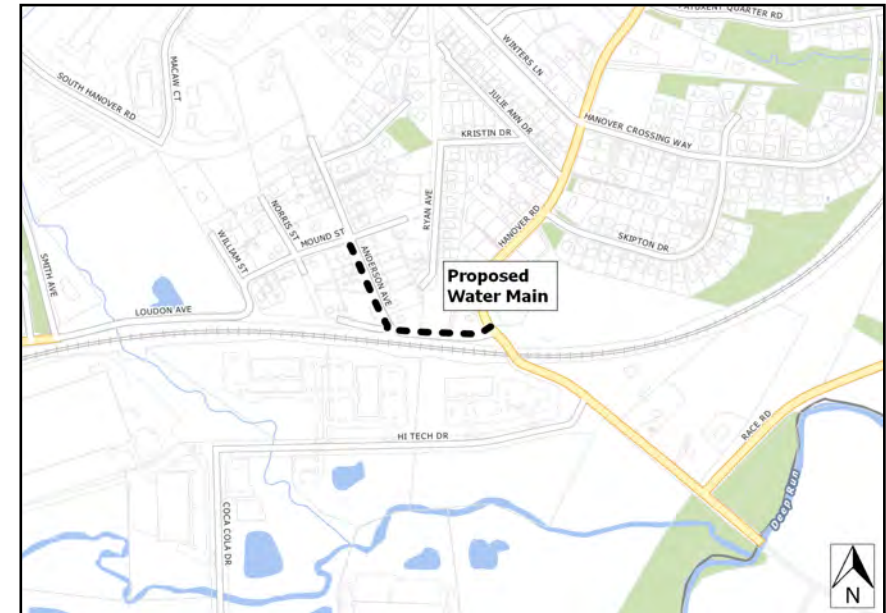 PATUXENT QUARTER RD
MACAW CT
WINTERS LN
SOUTH HANOVER RD
JULIE ANN DR
HANOVER CROSSING WAY
KRISTIN DR
NORRIS ST
RYAN AVE
HANOVER RD
WILLIAM ST
MOUND ST
SKIPTON DR
SMITH AVE
ANDERSON AVE
Proposed
Water Main
LOUDON AVE
RACE RD
HI TECH DR
Deep Run
COCA COLA DR
N